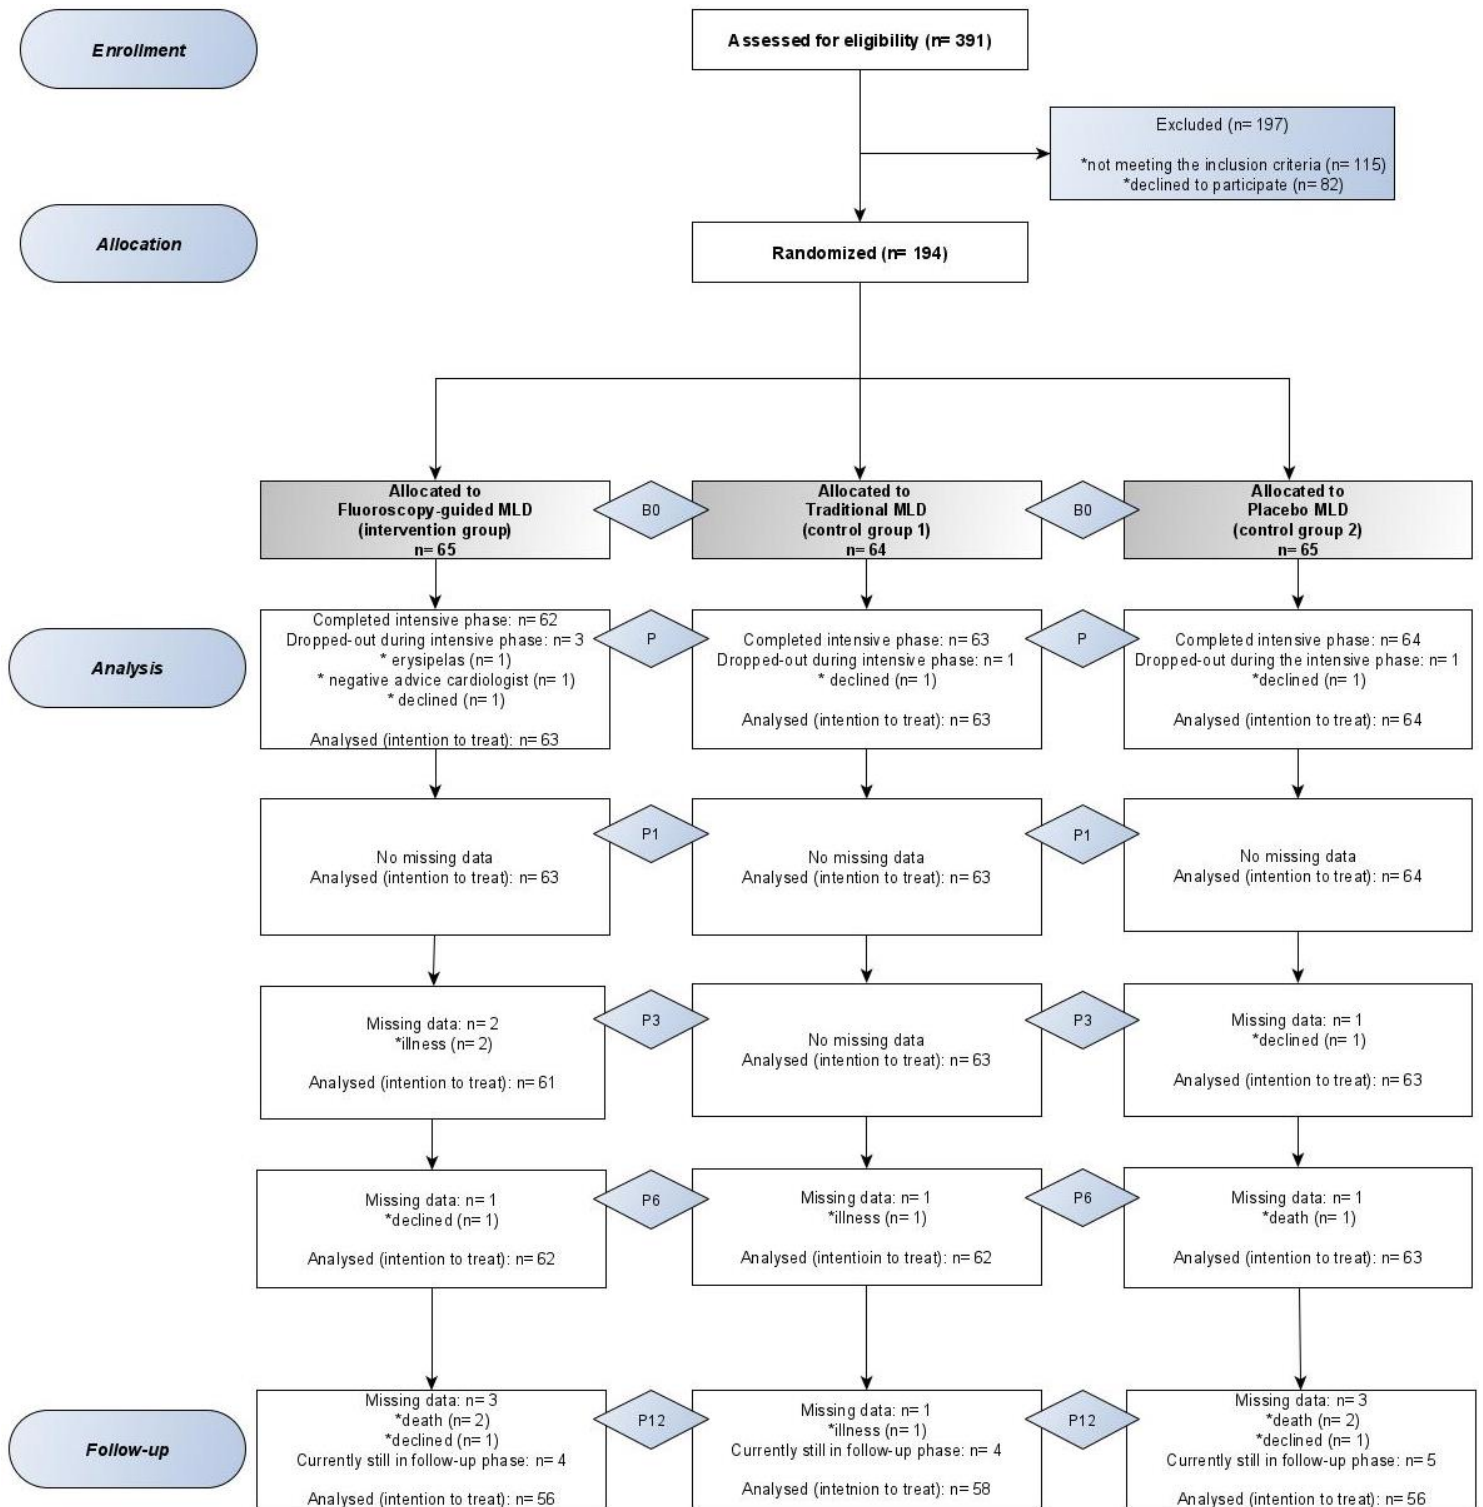 Enrollment
Assessed for eligibility (n= 391)
Excluded (n= 197)
*not meeting the inclusion criteria (n= 115)
*declined to participate (n= 82)
Allocation
Randomized (n= 194)
Allocated to
Fluoroscopy-guided MLD
(intervention group)
n= 65
B0
Allocated to
Traditional MLD
(control group 1)
n= 64
B0
Allocated to
Placebo MLD
(control group 2)
n= 65
Analysis
Completed intensive phase: n= 62
Dropped-out during intensive phase: n= 3
* erysipelas (n= 1)
* negative advice cardiologist (n= 1)
* declined (n= 1)
Analysed (intention to treat): n= 63
P
Completed intensive phase: n= 63
Dropped-out during intensive phase: n= 1
* declined (n= 1)
Analysed (intention to treat): n= 63
P
Completed intensive phase: n= 64
Dropped-out during the intensive phase: n= 1
*declined (n= 1)
Analysed (intention to treat): n= 64
No missing data
Analysed (intention to treat): n= 63
P1
No missing data
Analysed (intention to treat): n= 63
P1
No missing data
Analysed (intention to treat): n= 64
Missing data: n= 2
*illness (n= 2)
Analysed (intention to treat): n= 61
P3
No missing data
Analysed (intention to treat): n= 63
P3
Missing data: n= 1
*declined (n= 1)
Analysed (intention to treat): n= 63
Missing data: n= 1
*declined (n= 1)
Analysed (intention to treat): n= 62
P6
Missing data: n= 1
*illness (n= 1)
Analysed (intentioin to treat): n= 62
P6
Missing data: n= 1
*death (n= 1)
Analysed (intention to treat): n= 63
Follow-up
Missing data: n= 3
*death (n= 2)
*declined (n= 1)
Currently still in follow-up phase: n= 4
Analysed (intention to treat): n= 56
P12
Missing data: n= 1
*illness (n= 1)
Currently still in follow-up phase: n= 4
Analysed (intetnion to treat): n= 58
P12
Missing data: n= 3
*death (n= 2)
*declined (n= 1)
Currently still in follow-up phase: n= 5
Analysed (intention to treat): n= 56